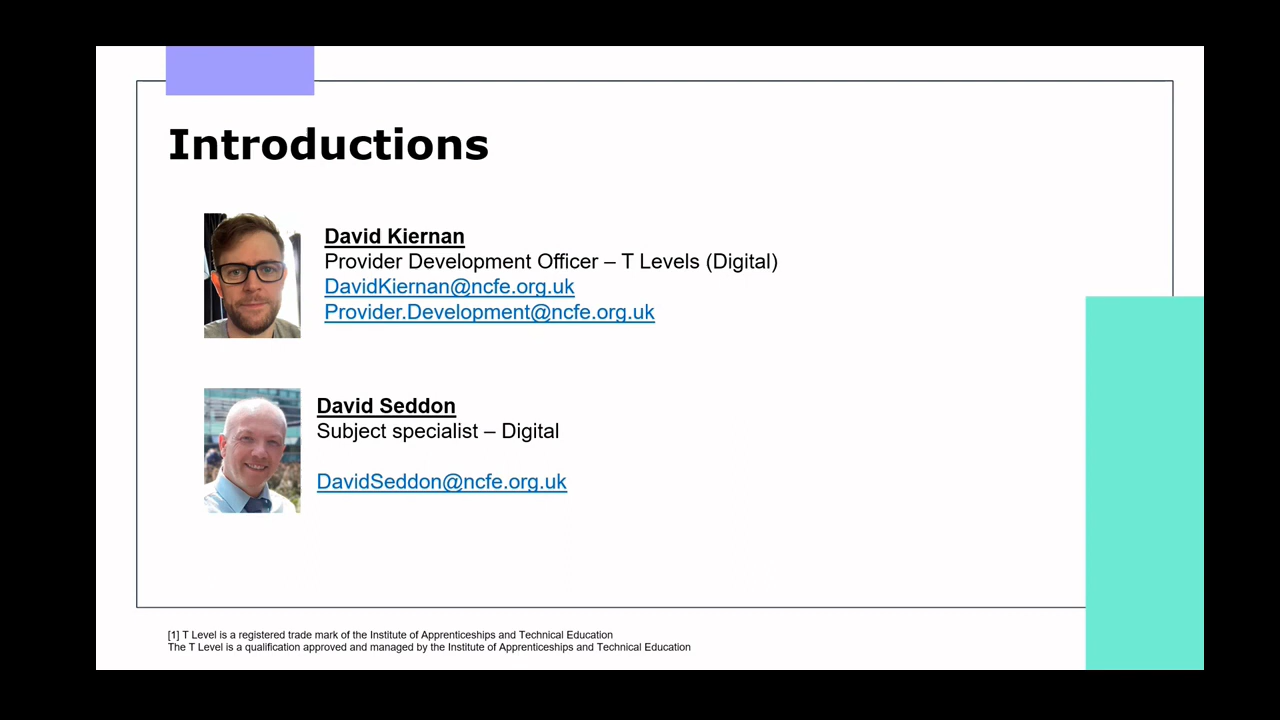 Introductions
David Kiernan
Provider Development Officer – T Levels (Digital)
DavidKiernan@ncfe.org.uk
Provider.Development@ncfe.org.uk
David Seddon
Subject specialist – Digital
DavidSeddon@ncfe.org.uk
[1] T Level is a registered trade mark of the Institute of Apprenticeships and Technical Education
The T Level is a qualification approved and managed by the Institute of Apprenticeships and Technical Education